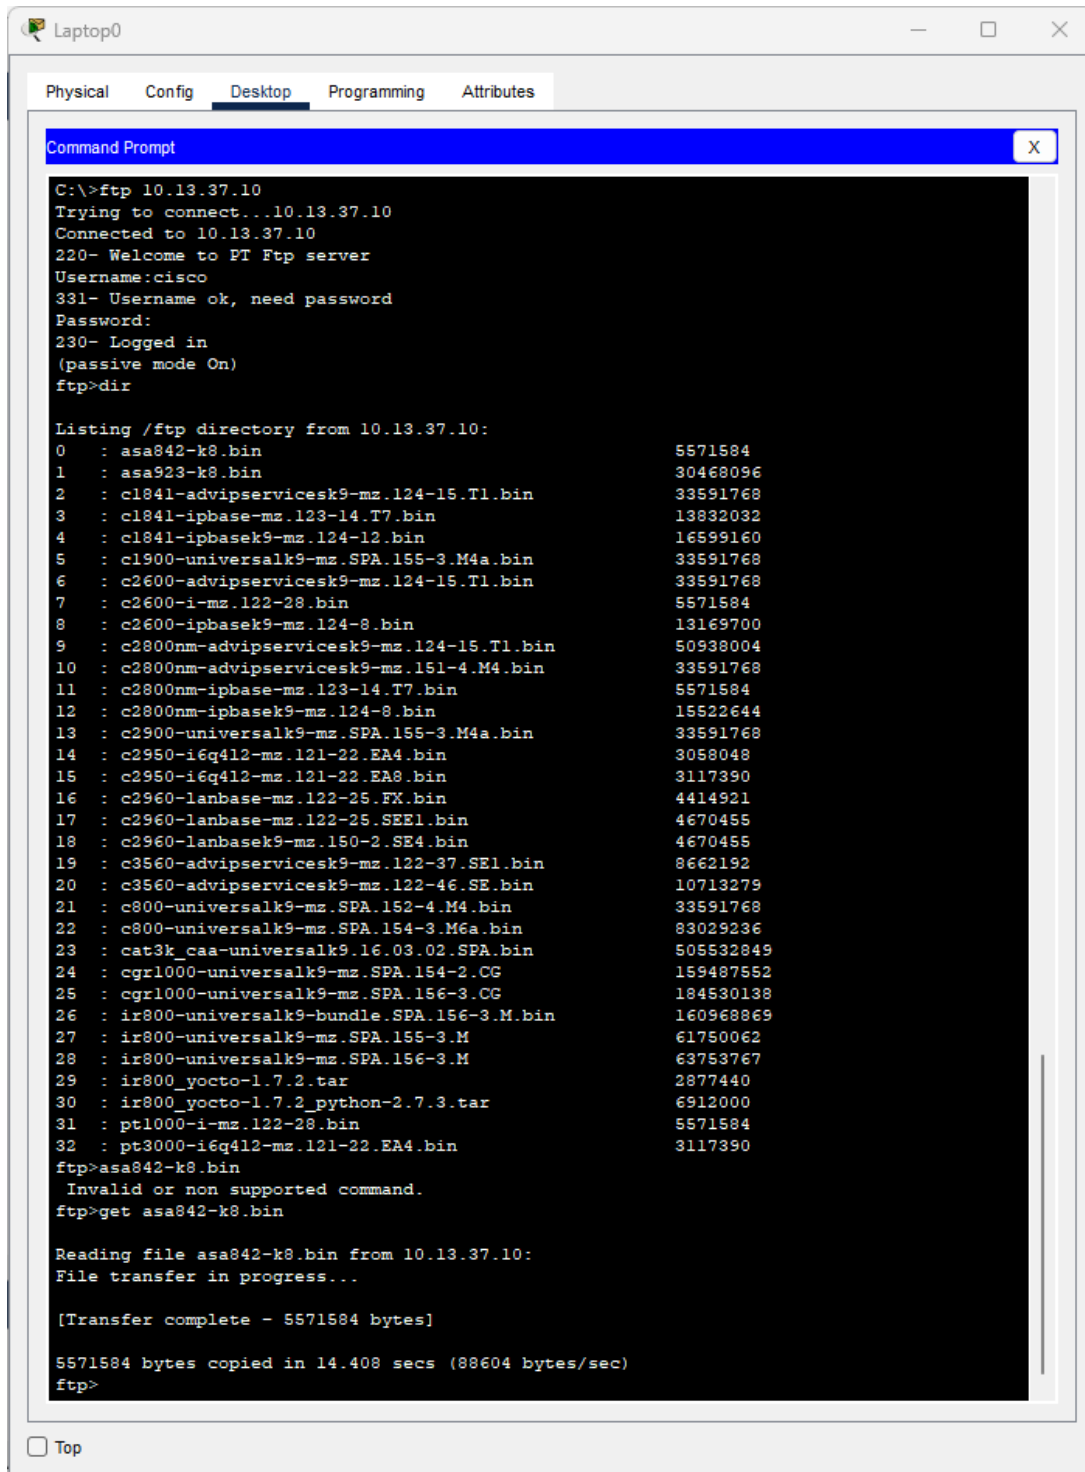 Laptop0
Physical Config Desktop Programming Attributes
Command Prompt X
C:\>ftp 10.13.37.10
Trying to connect...10.13.37.10
Connected to 10.13.37.10
220- Welcome to PT Ftp server
Username:cisco
331- Username ok, need password
Password:
230- Logged in
(passive mode On)
ftp>dir
Listing /ftp directory from 10.13.37.10:
0 : asa842-k8.bin 5571584
1 : asa923-k8.bin 30468096
2 : c1841-advipservicesk9-mz.124-15.T1.bin 33591768
3 : c1841-ipbase-mz.123-14.T7.bin 13832032
4 : c1841-ipbasek9-mz.124-12.bin 16599160
5 : c1900-universalk9-mz.SPA.155-3.M4a.bin 33591768
6 : c2600-advipservicesk9-mz.124-15.T1.bin 33591768
7 : c2600-i-mz.122-28.bin 5571584
8 : c2600-ipbasek9-mz.124-8.bin 13169700
9 : c2800nm-advipservicesk9-mz.124-15.T1.bin 50938004
10 : c2800nm-advipservicesk9-mz.151-4.M4.bin 33591768
11 : c2800nm-ipbase-mz.123-14.T7.bin 5571584
12 : c2800nm-ipbasek9-mz.124-8.bin 15522644
13 : c2900-universalk9-mz.SPA.155-3.M4a.bin 33591768
14 : c2950-i6q4l2-mz.121-22.EA4.bin 3058048
15 : c2950-i6q4l2-mz.121-22.EA8.bin 3117390
16 : c2960-lanbase-mz.122-25.FX.bin 4414921
17 : c2960-lanbase-mz.122-25.SEE1.bin 4670455
18 : c2960-lanbasek9-mz.150-2.SE4.bin 4670455
19 : c3560-advipservicesk9-mz.122-37.SE1.bin 8662192
20 : c3560-advipservicesk9-mz.122-46.SE.bin 10713279
21 : c800-universalk9-mz.SPA.152-4.M4.bin 33591768
22 : c800-universalk9-mz.SPA.154-3.M6a.bin 83029236
23 : cat3k_caa-universalk9.16.03.02.SPA.bin 505532849
24 : cgr1000-universalk9-mz.SPA.154-2.CG 159487552
25 : cgr1000-universalk9-mz.SPA.156-3.CG 184530138
26 : ir800-universalk9-bundle.SPA.156-3.M.bin 160968869
27 : ir800-universalk9-mz.SPA.155-3.M 61750062
28 : ir800-universalk9-mz.SPA.156-3.M 63753767
29 : ir800_yocto-1.7.2.tar 2877440
30 : ir800_yocto-1.7.2_python-2.7.3.tar 6912000
31 : pt1000-i-mz.122-28.bin 5571584
32 : pt3000-i6q4l2-mz.121-22.EA4.bin 3117390
ftp>asa842-k8.bin
Invalid or non supported command.
ftp>get asa842-k8.bin
Reading file asa842-k8.bin from 10.13.37.10:
File transfer in progress...
[Transfer complete - 5571584 bytes]
5571584 bytes copied in 14.408 secs (88604 bytes/sec)
ftp>
Top